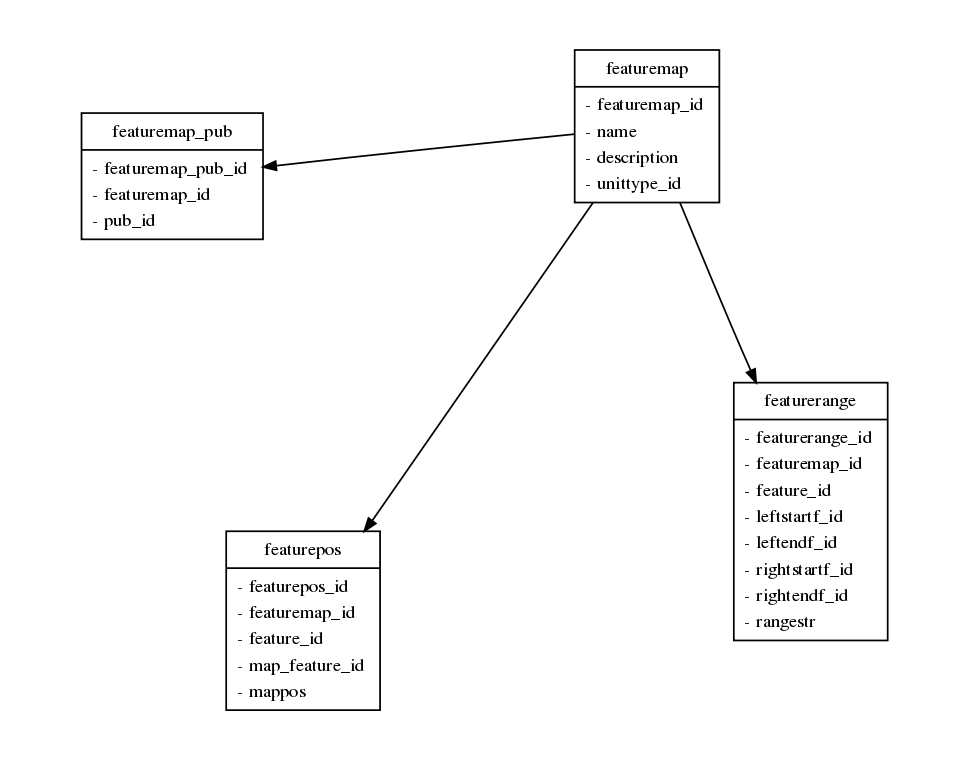 featuremap
- featuremap_id
- name
- description
- unittype_id
featuremap_pub
- featuremap_pub_id
- featuremap_id
- pub_id
featurerange
- featurerange_id
- featuremap_id
- feature_id
- leftstartf_id
- leftendf_id
- rightstartf_id
- rightendf_id
- rangestr
featurepos
- featurepos_id
- featuremap_id
- feature_id
- map_feature_id
- mappos